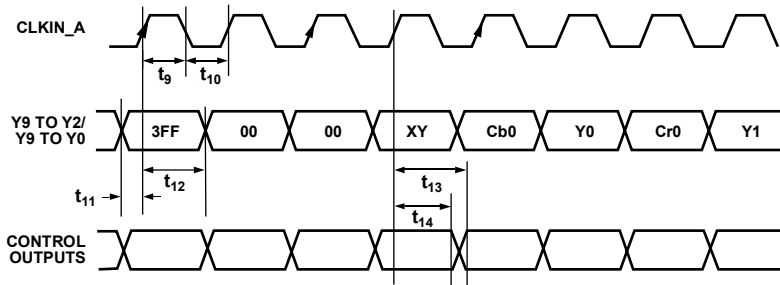 CLKIN_A
t9
t10
Y9 TO Y2/
Y9 TO Y0
3FF
00
00
XY
Cb0
Y0
Cr0
Y1
t12
t13
t11
t14
CONTROL
OUTPUTS